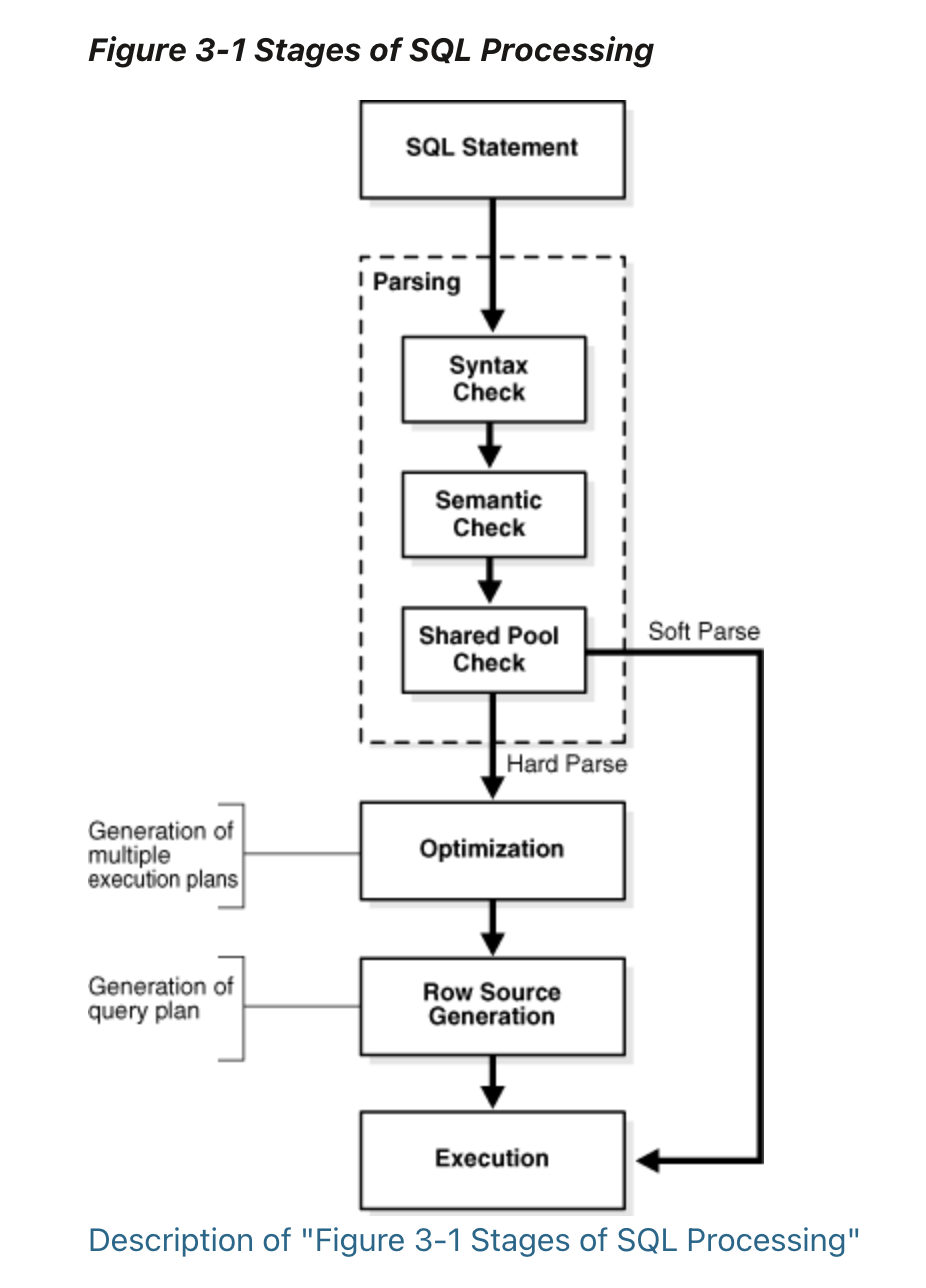 Figure 3-1 Stages of SQL Processing
SQL Statement
Parsing
Syntax
Check
Semantic
Check
Shared Pool
Check
Soft Parse
Hard Parse
Generation of
multiple
execution plans
Optimization
Generation of
query plan
Row Source
Generation
Execution
Description of "Figure 3-1 Stages of SQL Processing"